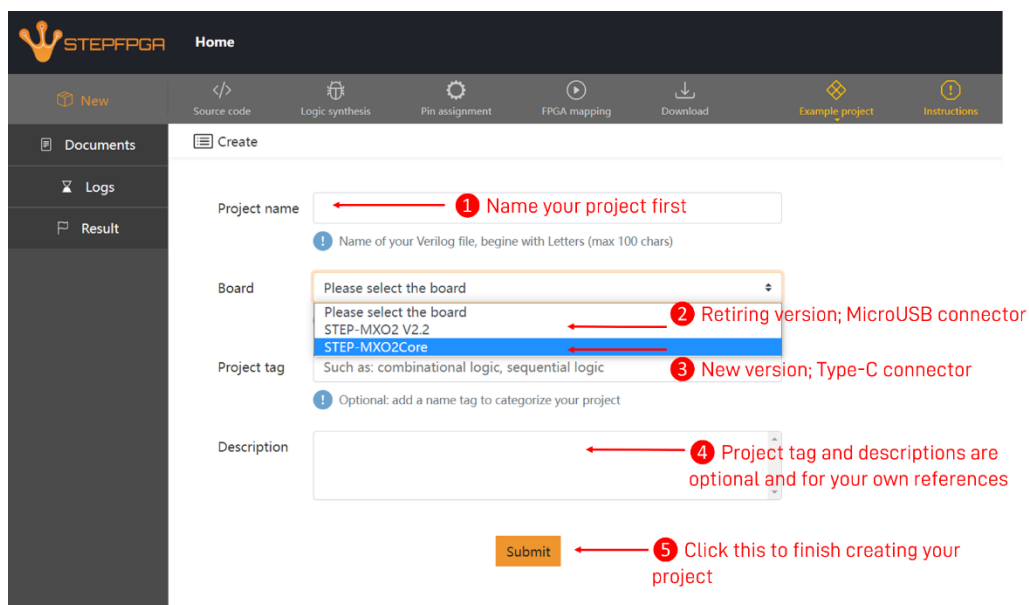 STEPFPGA Home
New
</> Source code
Logic synthesis
Pin assignment
FPGA mapping
Download
Example project
! Instructions
Documents
Logs
Result
Create
Project name
1 Name your project first
! Name of your Verilog file, begine with Letters (max 100 chars)
Board
Please select the board
Please select the board
STEP-MXO2 V2.2
2 Retiring version; MicroUSB connector
STEP-MXO2Core
Project tag
Such as: combinational logic, sequential logic
3 New version; Type-C connector
! Optional: add a name tag to categorize your project
Description
4 Project tag and descriptions are
optional and for your own references
Submit
5 Click this to finish creating your
project